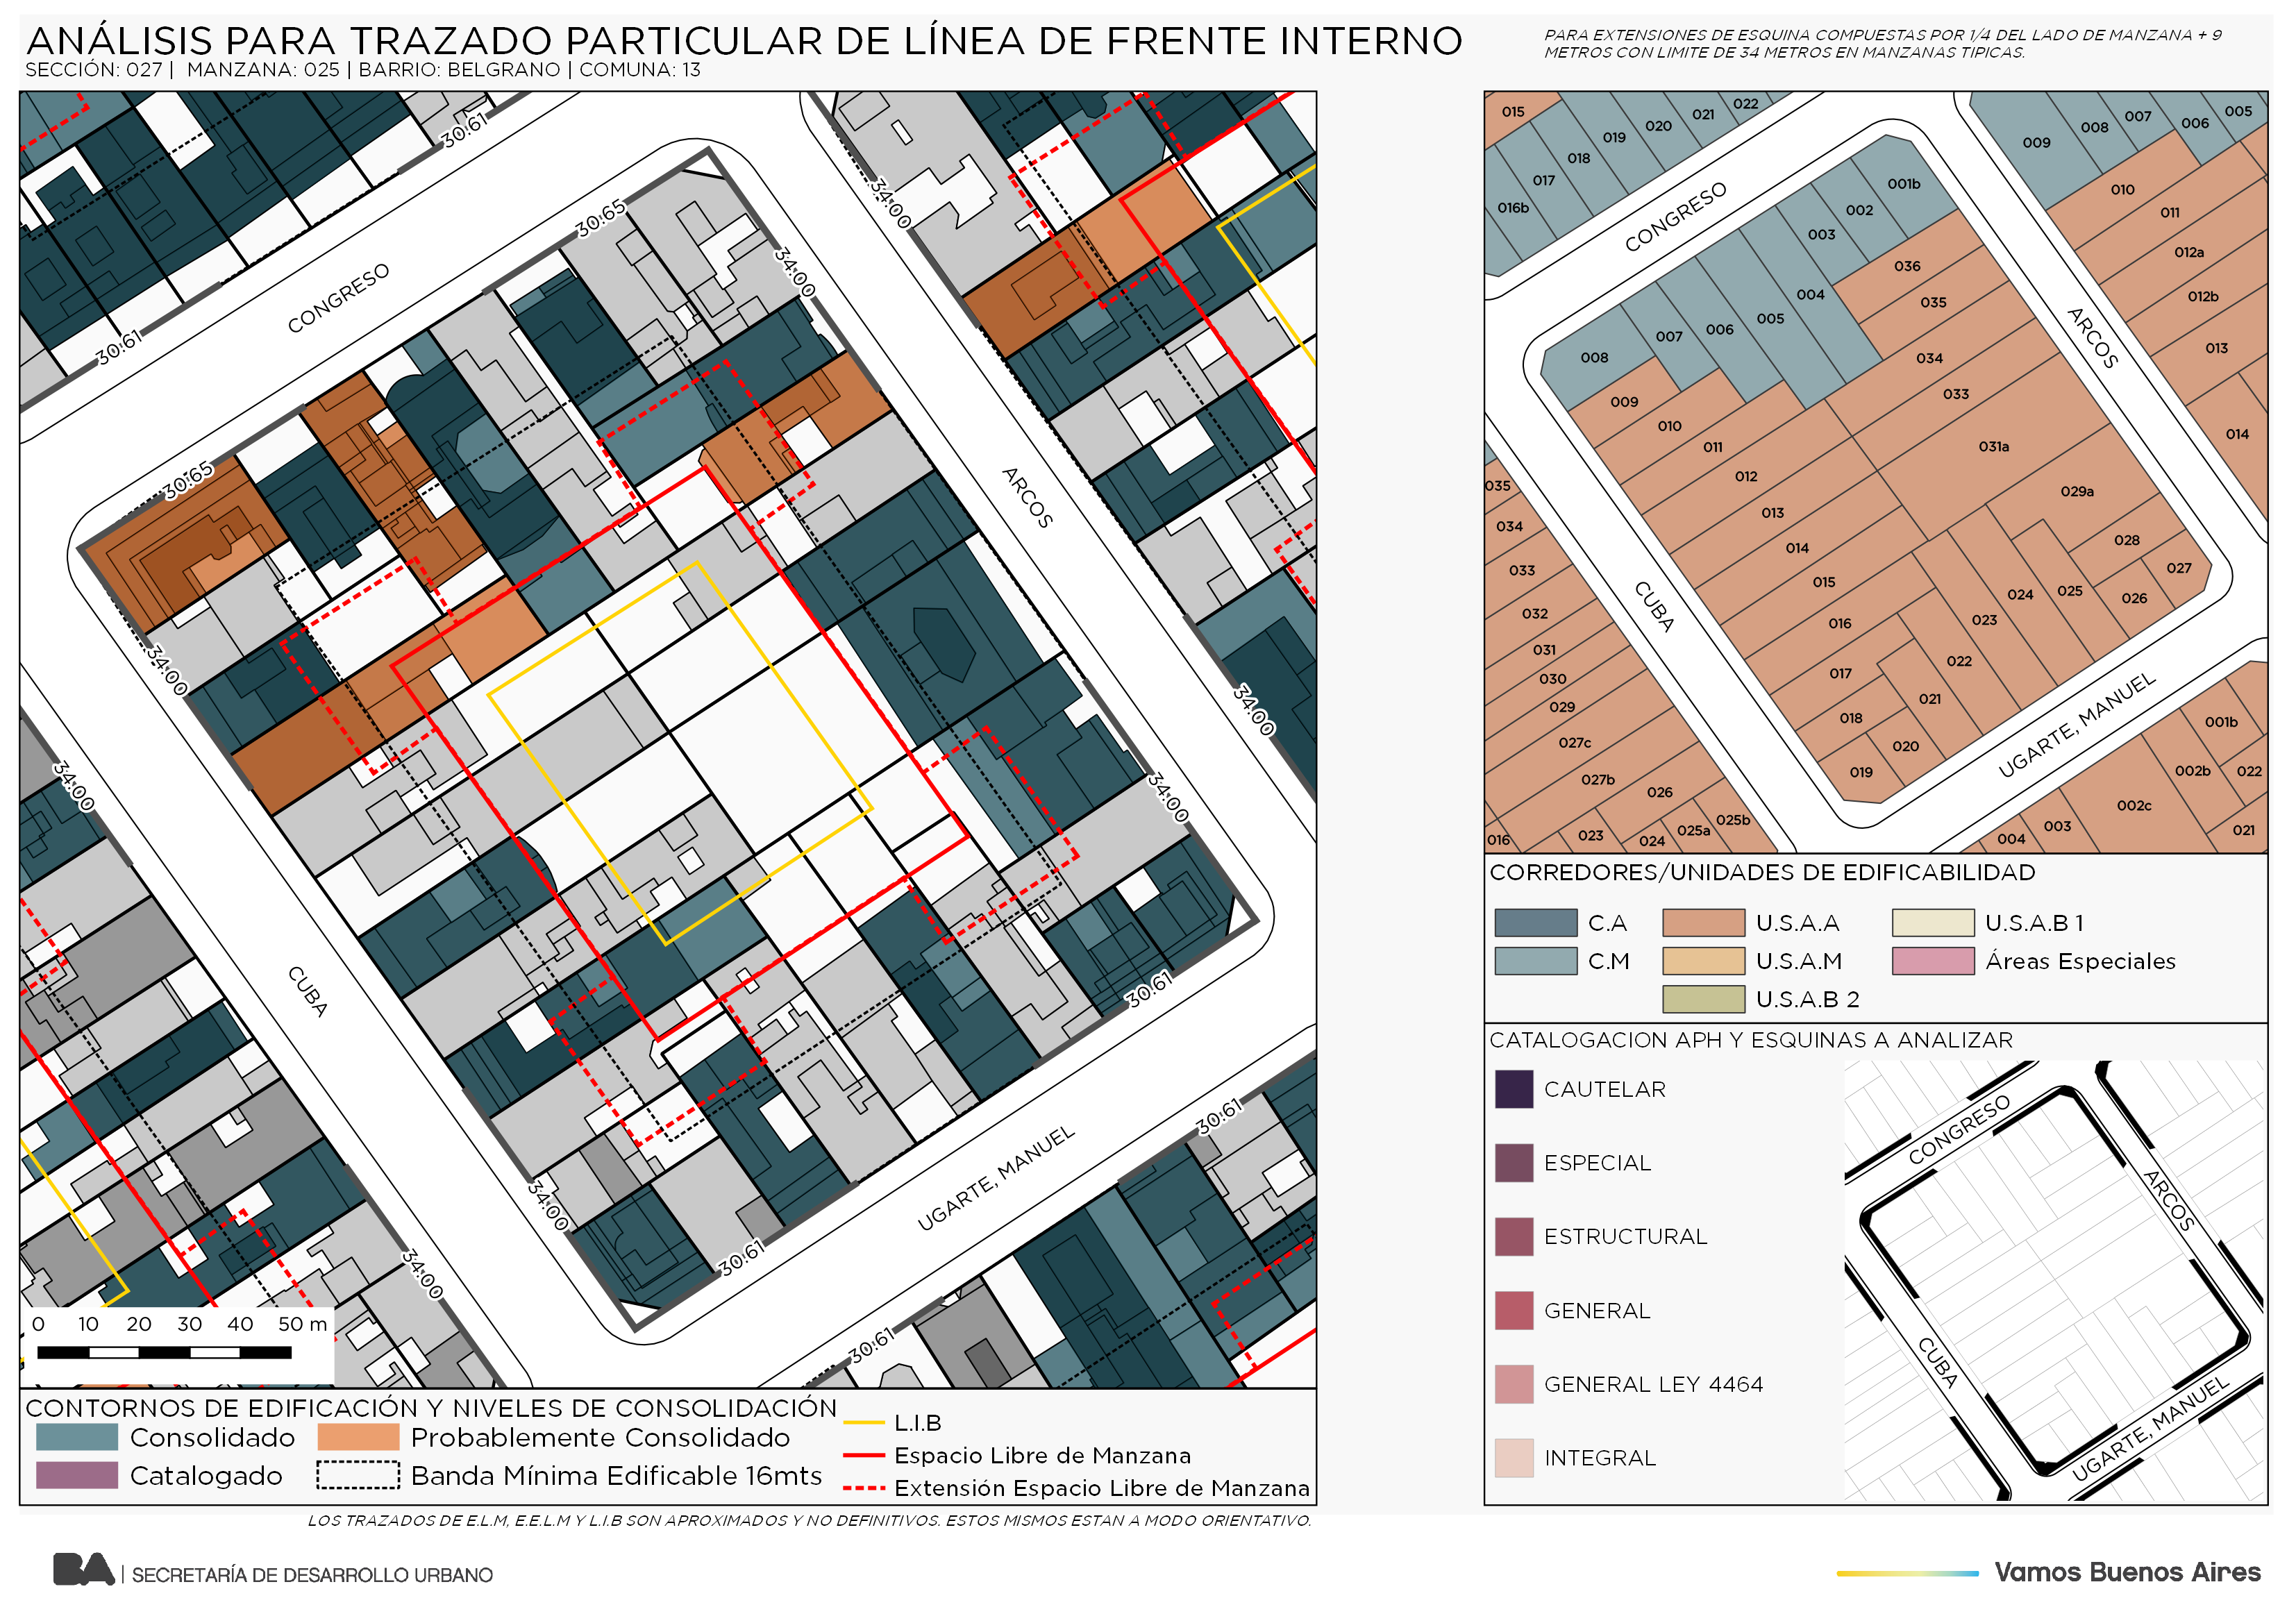 ANÁLISIS PARA TRAZADO PARTICULAR DE LÍNEA DE FRENTE INTERNO
SECCIÓN: 027 | MANZANA: 025 | BARRIO: BELGRANO | COMUNA: 13
PARA EXTENSIONES DE ESQUINA COMPUESTAS POR 1/4 DEL LADO DE MANZANA + 9
METROS CON LIMITE DE 34 METROS EN MANZANAS TIPICAS.
30.61
30.61
30.65
30.65
34.00
34.00
34.00
34.00
34.00
34.00
34.00
34.00
30.61
30.61
30.61
30.61
CONGRESO
ARCOS
CUBA
UGARTE, MANUEL
0 10 20 30 40 50 m
CONTORNOS DE EDIFICACIÓN Y NIVELES DE CONSOLIDACIÓN
Consolidado
Probablemente Consolidado
Catalogado
Banda Mínima Edificable 16mts
L.I.B
Espacio Libre de Manzana
Extensión Espacio Libre de Manzana
LOS TRAZADOS DE E.L.M, E.E.L.M Y L.I.B SON APROXIMADOS Y NO DEFINITIVOS. ESTOS MISMOS ESTAN A MODO ORIENTATIVO.
015
016b
017
018
019
020
021
022
009
008
007
006
005
010
011
012a
012b
013
014
CONGRESO
ARCOS
CUBA
UGARTE, MANUEL
001b
002
003
004
005
006
007
008
009
010
011
012
013
014
015
016
017
018
019
020
021
022
023
024
025
026
027
028
029a
031a
033
034
035
036
035
034
033
032
031
030
029
027c
027b
026
025b
025a
024
023
016
001b
002b
022
002c
021
003
004
CORREDORES/UNIDADES DE EDIFICABILIDAD
C.A
U.S.A.A
U.S.A.B 1
C.M
U.S.A.M
Áreas Especiales
U.S.A.B 2
CATALOGACION APH Y ESQUINAS A ANALIZAR
CAUTELAR
ESPECIAL
ESTRUCTURAL
GENERAL
GENERAL LEY 4464
INTEGRAL
CONGRESO
ARCOS
CUBA
UGARTE, MANUEL
BA | SECRETARÍA DE DESARROLLO URBANO
Vamos Buenos Aires